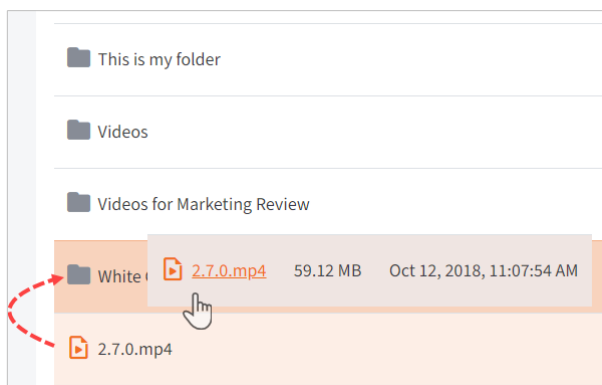 This is my folder
Videos
Videos for Marketing Review
White
2.7.0.mp4 59.12 MB Oct 12, 2018, 11:07:54 AM
2.7.0.mp4